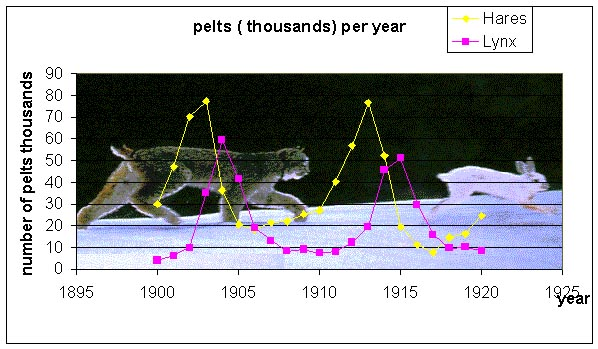 pelts ( thousands) per year
Hares
Lynx
number of pelts thousands
90
80
70
60
50
40
30
20
10
0
1895 1900 1905 1910 1915 1920 1925
year